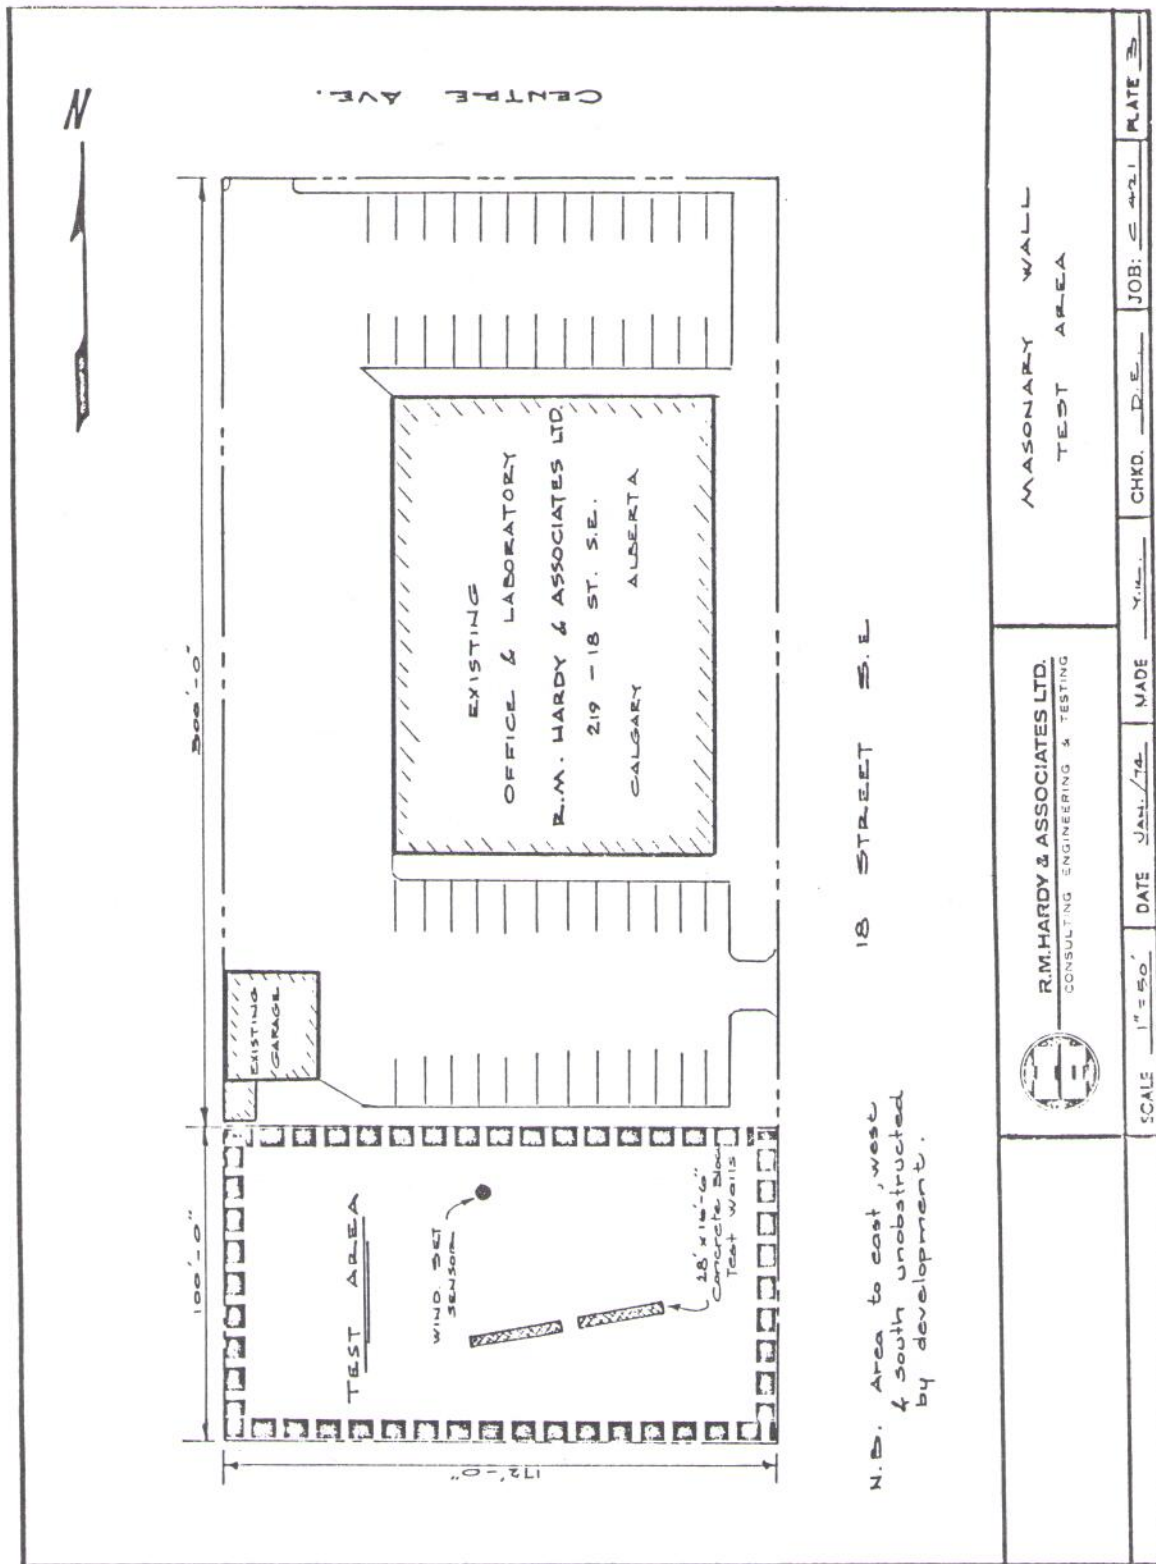 N
CENTRE AVE.
300'-0"
100'-0"
172'-0"
EXISTING
GARAGE
EXISTING
OFFICE & LABORATORY
R.M. HARDY & ASSOCIATES LTD.
219 - 18 ST. S.E.
CALGARY ALBERTA
TEST AREA
WIND SET
SENSOR
28' x 16'-6"
Concrete Block
Test Walls
18 STREET S.E
N.B. Area to east, west
& south unobstructed
by development.
R.M. HARDY & ASSOCIATES LTD.
CONSULTING ENGINEERING & TESTING
MASONARY WALL
TEST AREA
SCALE 1" = 50'
DATE JAN./74
MADE Y.K.
CHKD. D.E.
JOB: C 421
PLATE 3